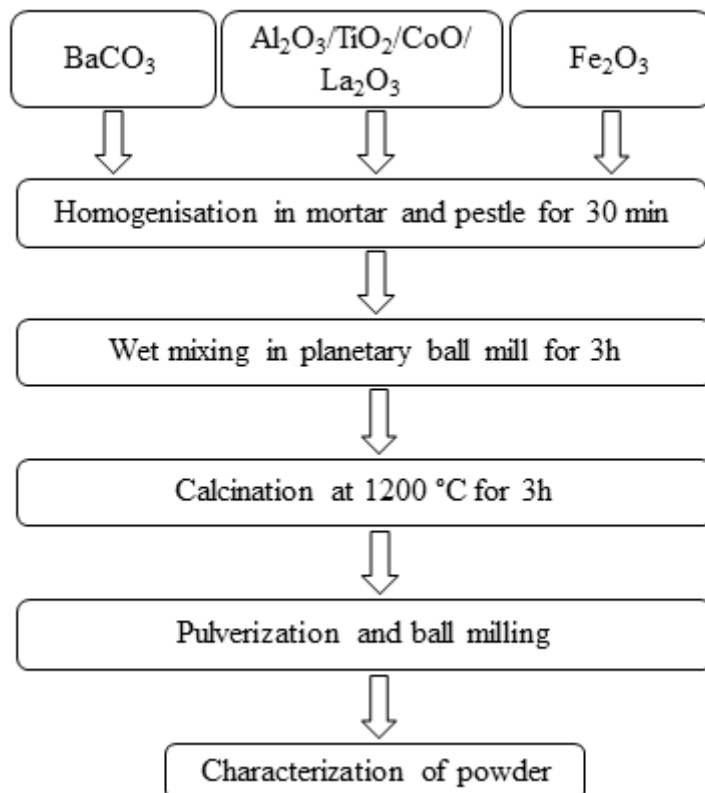 BaCO₃
Al₂O₃/TiO₂/CoO/
La₂O₃
Fe₂O₃
Homogenisation in mortar and pestle for 30 min
Wet mixing in planetary ball mill for 3h
Calcination at 1200 °C for 3h
Pulverization and ball milling
Characterization of powder